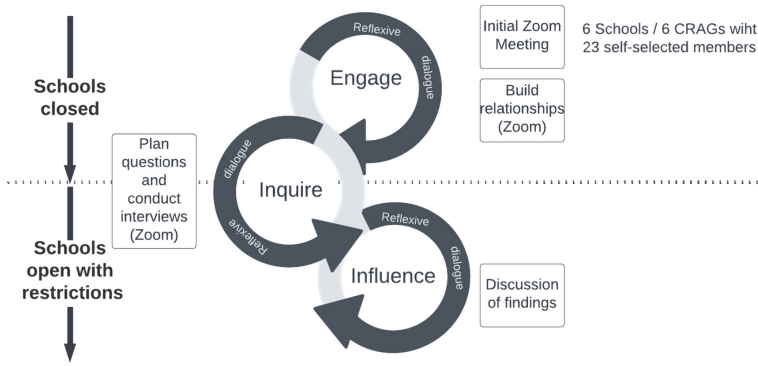 Reflexive
dialogue
Engage
Initial Zoom
Meeting
6 Schools / 6 CRAGs wiht
23 self-selected members
Schools
closed
Build
relationships
(Zoom)
Plan
questions
and
conduct
interviews
(Zoom)
dialogue
Reflexive
Inquire
Schools
open with
restrictions
Reflexive
dialogue
Influence
Discussion
of findings